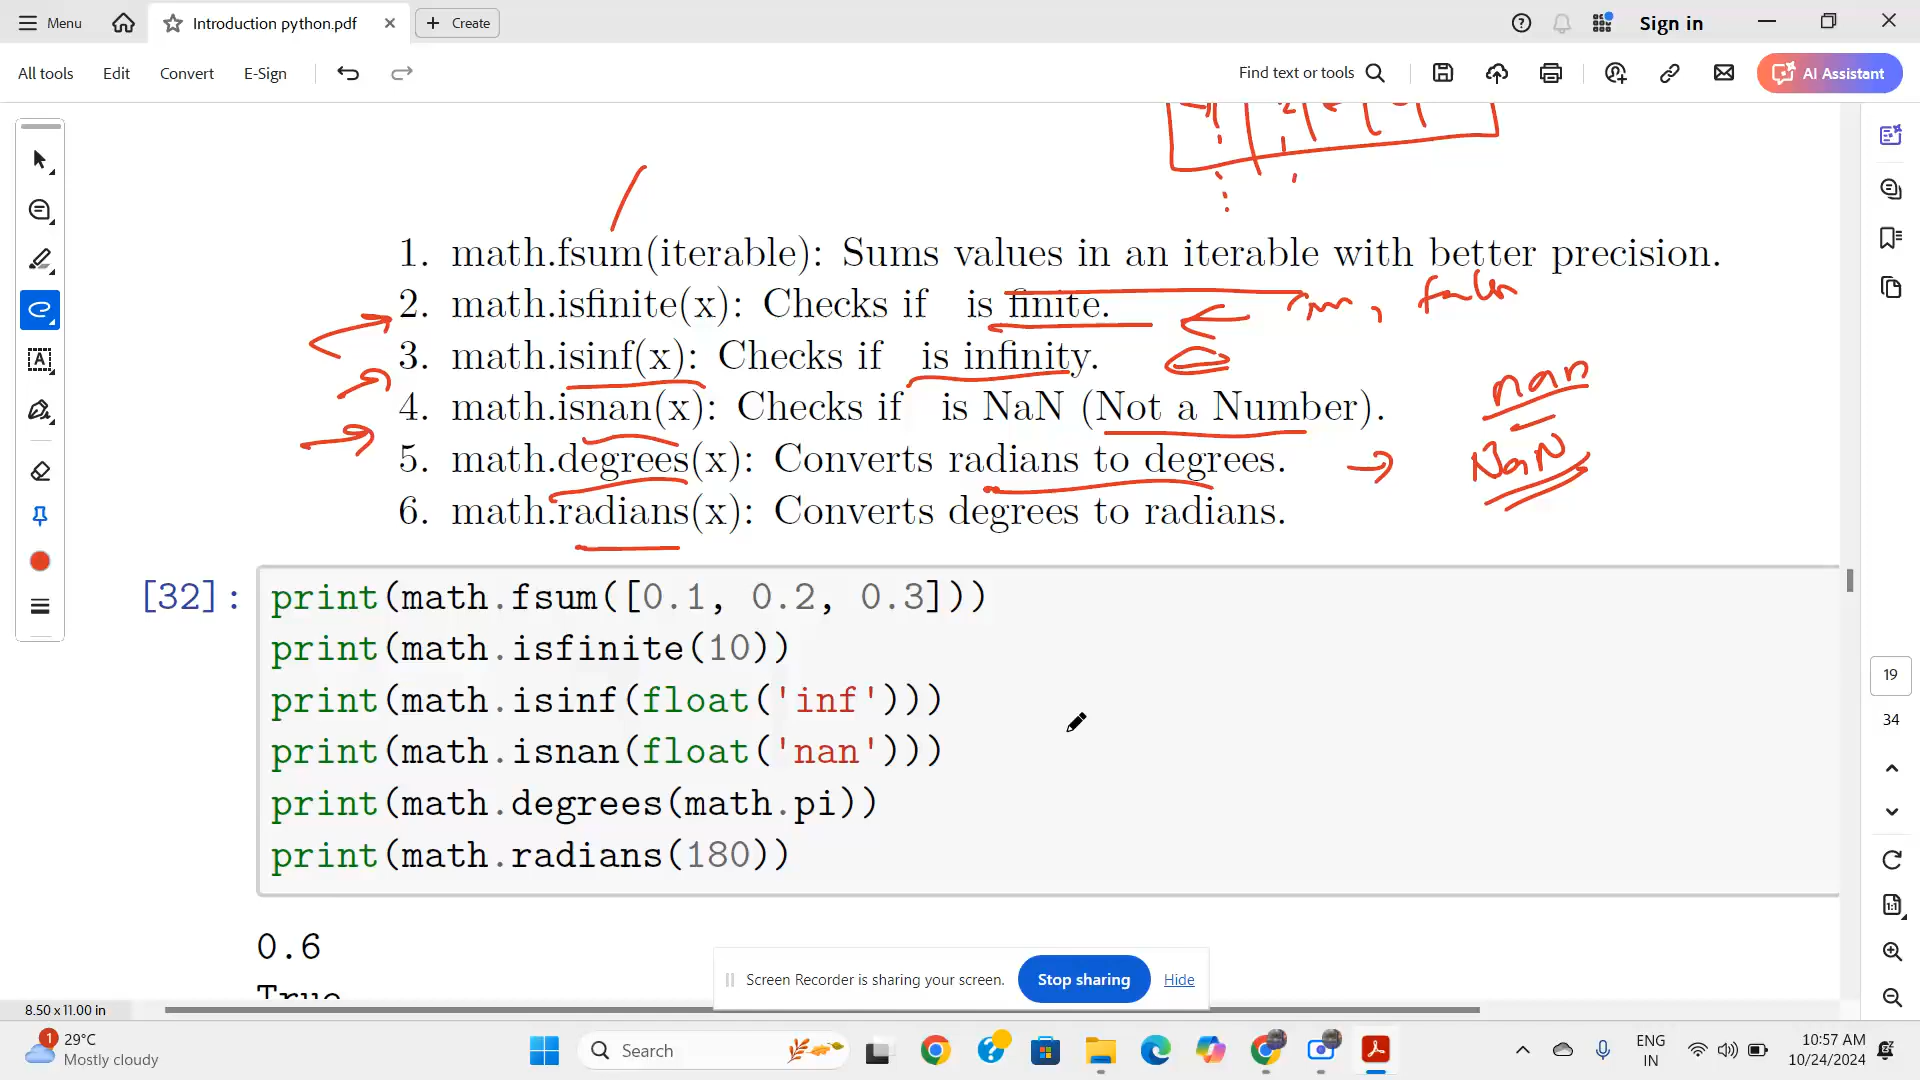 Menu
Introduction python.pdf
Create
Sign in
All tools
Edit
Convert
E-Sign
Find text or tools
AI Assistant
1. math.fsum(iterable): Sums values in an iterable with better precision.
2. math.isfinite(x): Checks if is finite.
3. math.isinf(x): Checks if is infinity.
4. math.isnan(x): Checks if is NaN (Not a Number).
nan
5. math.degrees(x): Converts radians to degrees.
NaN
6. math.radians(x): Converts degrees to radians.
[32]: print(math.fsum([0.1, 0.2, 0.3]))
print(math.isfinite(10))
print(math.isinf(float('inf')))
print(math.isnan(float('nan')))
print(math.degrees(math.pi))
print(math.radians(180))
0.6
True
19
34
1:1
Screen Recorder is sharing your screen.
Stop sharing
Hide
8.50 x 11.00 in
1
29°C
Mostly cloudy
Search
ENG
IN
10:57 AM
10/24/2024